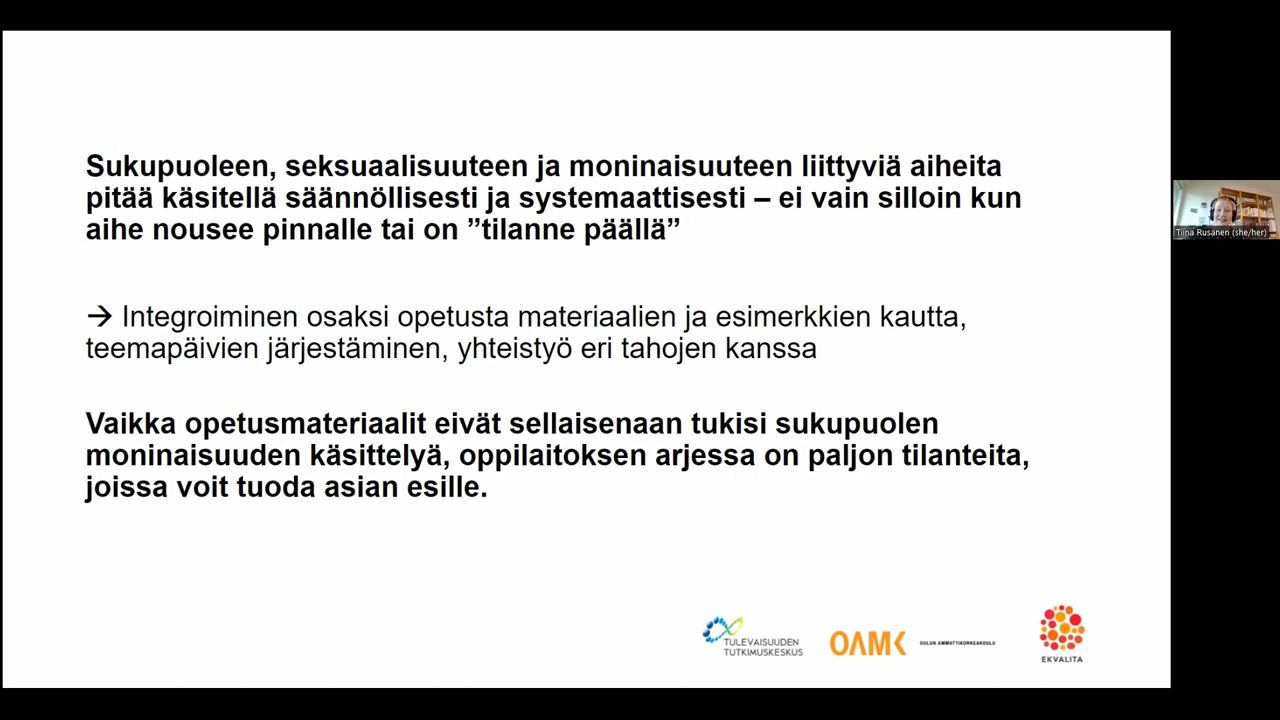 Sukupuoleen, seksuaalisuuteen ja moninaisuuteen liittyviä aiheita
pitää käsitellä säännöllisesti ja systemaattisesti – ei vain silloin kun
aihe nousee pinnalle tai on ”tilanne päällä”
→ Integroiminen osaksi opetusta materiaalien ja esimerkkien kautta,
teemapäivien järjestäminen, yhteistyö eri tahojen kanssa
Vaikka opetusmateriaalit eivät sellaisenaan tukisi sukupuolen
moninaisuuden käsittelyä, oppilaitoksen arjessa on paljon tilanteita,
joissa voit tuoda asian esille.
Tiina Rusanen (she/her)
TULEVAISUUDEN
TUTKIMUSKESKUS
OAMK OULUN AMMATTIKORKEAKOULU
EKVALITA